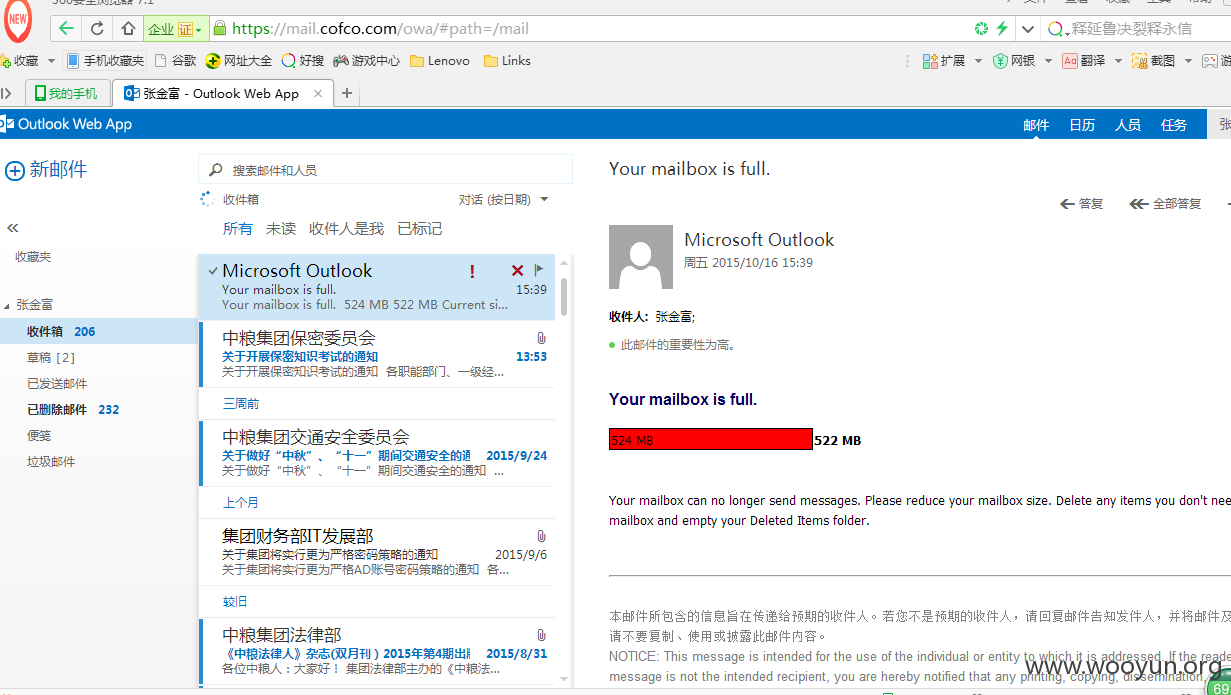 NEW
企业 证
https://mail.cofco.com/owa/#path=/mail
释延鲁决裂释永信
收藏 手机收藏夹 谷歌 网址大全 好搜 游戏中心 Lenovo Links
扩展 网银 Aa 翻译 截图
我的手机
张金富 - Outlook Web App
Outlook Web App
邮件 日历 人员 任务
新邮件
搜索邮件和人员
收件箱
对话 (按日期)
所有 未读 收件人是我 已标记
收藏夹
张金富
收件箱 206
草稿 [2]
已发送邮件
已删除邮件 232
便笺
垃圾邮件
Microsoft Outlook
Your mailbox is full. 15:39
Your mailbox is full. 524 MB 522 MB Current si...
中粮集团保密委员会
关于开展保密知识考试的通知 13:53
关于开展保密知识考试的通知 各职能部门、一级经...
三周前
中粮集团交通安全委员会
关于做好“中秋”、“十一”期间交通安全的通 2015/9/24
关于做好“中秋”、“十一”期间交通安全的通知 ...
上个月
集团财务部IT发展部
关于集团将实行更为严格密码策略的通知 2015/9/6
关于集团将实行更为严格AD账号密码策略的通知 各...
较旧
中粮集团法律部
《中粮法律人》杂志(双月刊) 2015年第4期出版 2015/8/31
各位中粮人：大家好！ 集团法律部主办的《中粮法...
Your mailbox is full.
答复 全部答复
Microsoft Outlook
周五 2015/10/16 15:39
收件人: 张金富;
此邮件的重要性为高。
Your mailbox is full.
524 MB 522 MB
Your mailbox can no longer send messages. Please reduce your mailbox size. Delete any items you don't nee
mailbox and empty your Deleted Items folder.
本邮件所包含的信息旨在传递给预期的收件人。若您不是预期的收件人，请回复邮件告知发件人，并将邮件及
请不要复制、使用或披露此邮件内容。
NOTICE: This message is intended for the use of the individual or entity to which it is addressed. If the reade
message is not the intended recipient, you are hereby notified that any printing, copying, dissemination,
www.wooyun.org
69